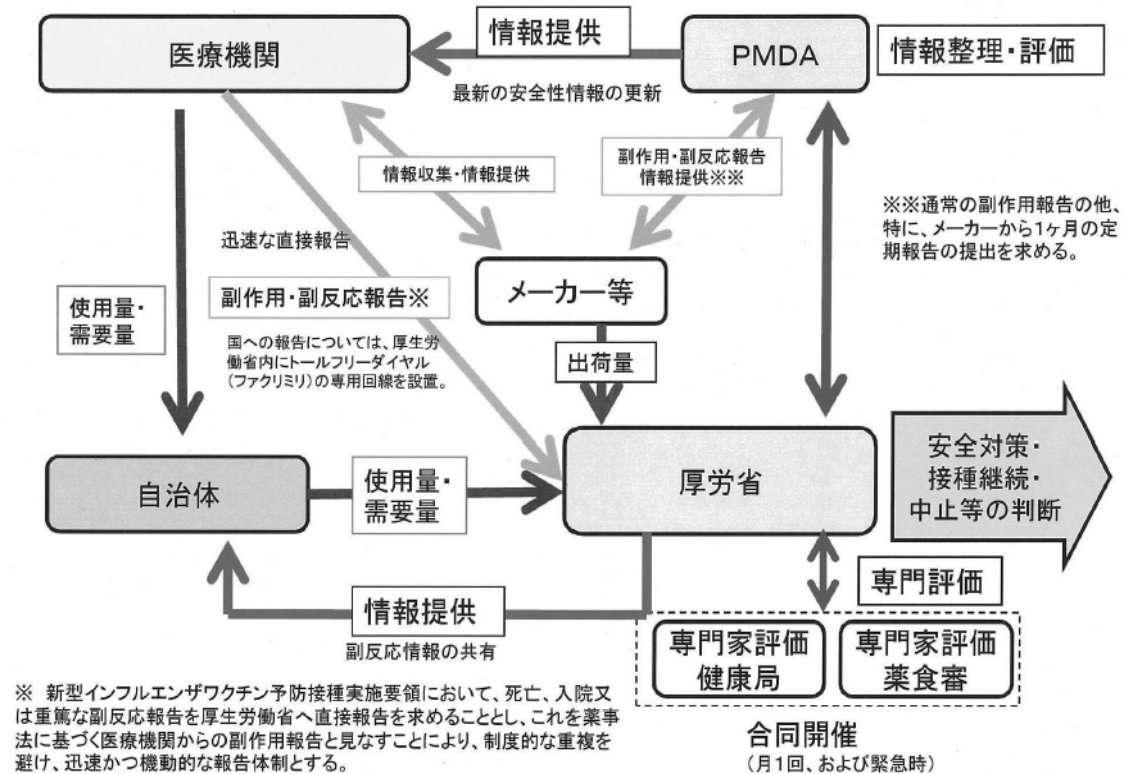 情報提供
医療機関
PMDA
情報整理・評価
最新の安全性情報の更新
情報収集・情報提供
副作用・副反応報告
情報提供※※
※※通常の副作用報告の他、
特に、メーカーから1ヶ月の定
期報告の提出を求める。
迅速な直接報告
メーカー等
使用量・
需要量
副作用・副反応報告※
国への報告については、厚生労
働省内にトールフリーダイヤル
(ファクリミリ)の専用回線を設置。
出荷量
自治体
使用量・
需要量
厚労省
安全対策・
接種継続・
中止等の判断
専門評価
情報提供
副反応情報の共有
専門家評価
健康局
専門家評価
薬食審
※ 新型インフルエンザワクチン予防接種実施要領において、死亡、入院又
は重篤な副反応報告を厚生労働省へ直接報告を求めることとし、これを薬事
法に基づく医療機関からの副作用報告と見なすことにより、制度的な重複を
避け、迅速かつ機動的な報告体制とする。
合同開催
(月1回、および緊急時)